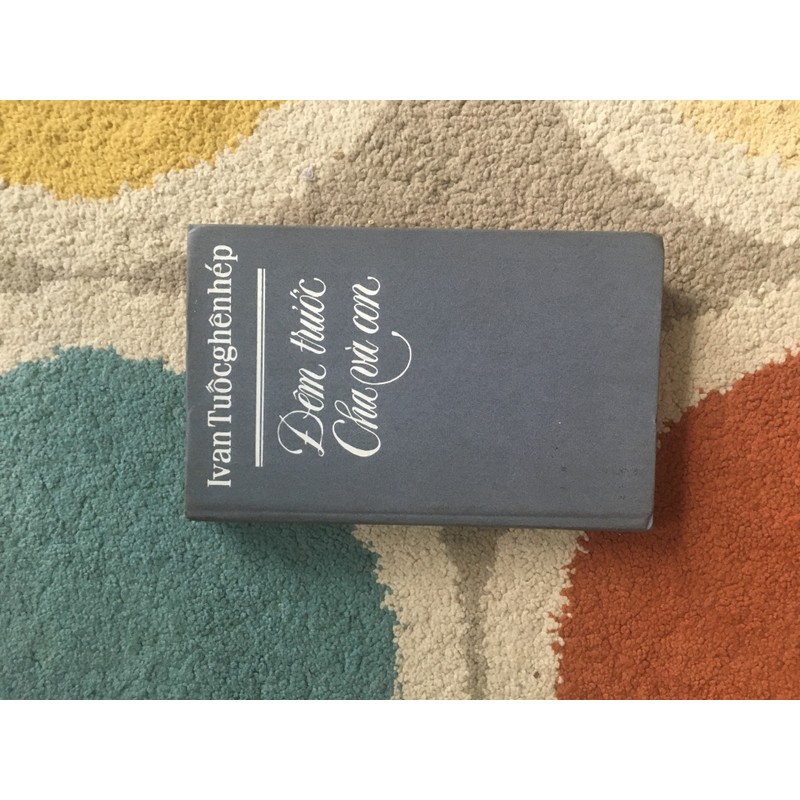 Ivan Tuốcghênhép
Đêm trước
Cha và con